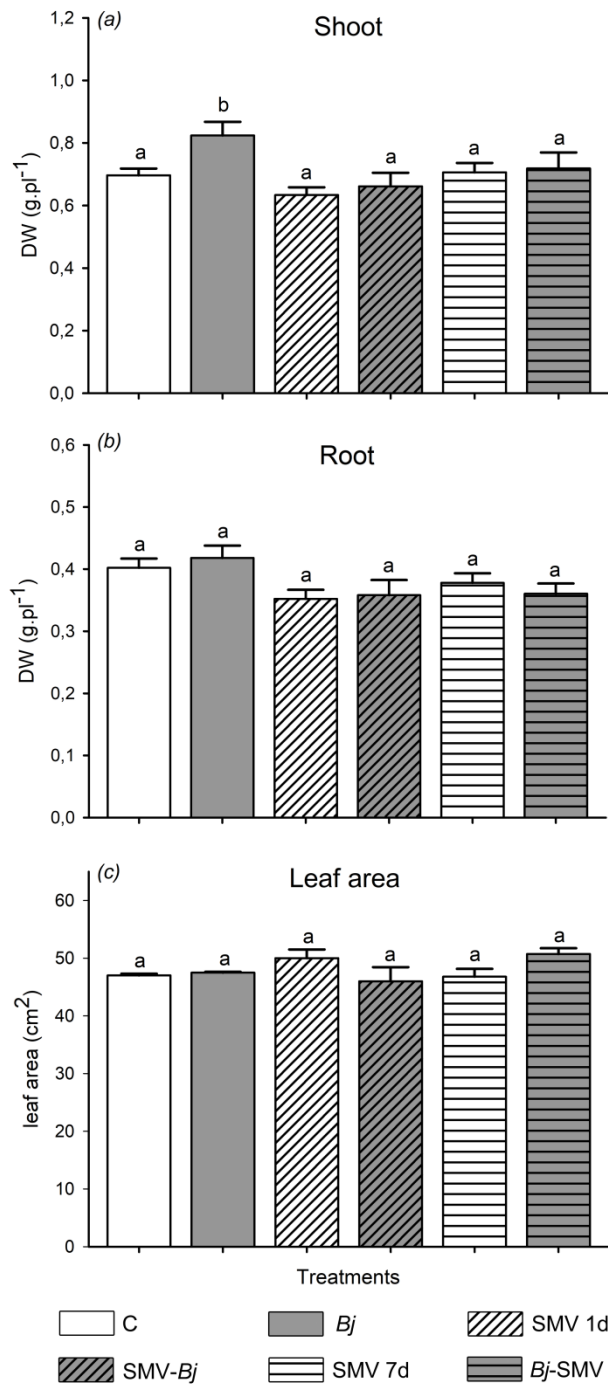 (a) Shoot
1,2
1,0
0,8
0,6
0,4
0,2
0,0
DW (g.pl⁻¹)
a b a a a a
(b) Root
0,6
0,5
0,4
0,3
0,2
0,1
0,0
DW (g.pl⁻¹)
a a a a a a
(c) Leaf area
60
50
40
30
20
10
0
leaf area (cm²)
a a a a a a
Treatments
C Bj SMV 1d
SMV-Bj SMV 7d Bj-SMV